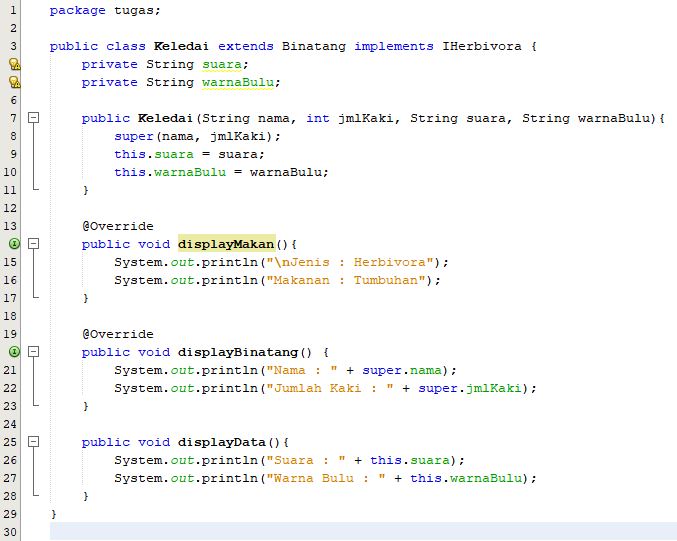 1 package tugas;
2
3 public class Keledai extends Binatang implements IHerbivora {
private String suara;
private String warnaBulu;
6
7 public Keledai(String nama, int jmlKaki, String suara, String warnaBulu){
8 super(nama, jmlKaki);
9 this.suara = suara;
10 this.warnaBulu = warnaBulu;
11 }
12
13 @Override
public void displayMakan(){
15 System.out.println("\nJenis : Herbivora");
16 System.out.println("Makanan : Tumbuhan");
17 }
18
19 @Override
public void displayBinatang() {
21 System.out.println("Nama : " + super.nama);
22 System.out.println("Jumlah Kaki : " + super.jmlKaki);
23 }
24
25 public void displayData(){
26 System.out.println("Suara : " + this.suara);
27 System.out.println("Warna Bulu : " + this.warnaBulu);
28 }
29 }
30